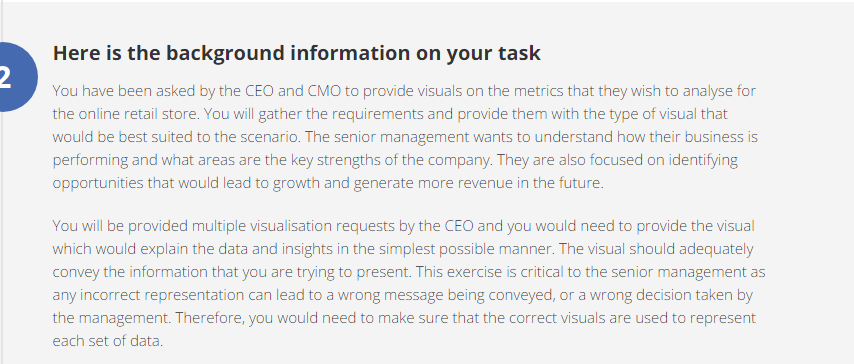 Here is the background information on your task
2
You have been asked by the CEO and CMO to provide visuals on the metrics that they wish to analyse for
the online retail store. You will gather the requirements and provide them with the type of visual that
would be best suited to the scenario. The senior management wants to understand how their business is
performing and what areas are the key strengths of the company. They are also focused on identifying
opportunities that would lead to growth and generate more revenue in the future.
You will be provided multiple visualisation requests by the CEO and you would need to provide the visual
which would explain the data and insights in the simplest possible manner. The visual should adequately
convey the information that you are trying to present. This exercise is critical to the senior management as
any incorrect representation can lead to a wrong message being conveyed, or a wrong decision taken by
the management. Therefore, you would need to make sure that the correct visuals are used to represent
each set of data.